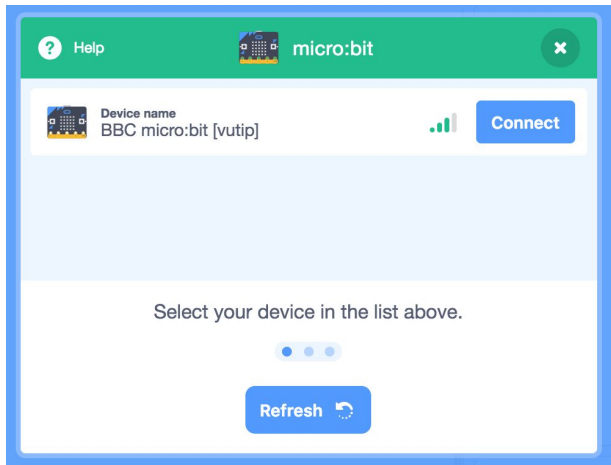 Help
micro:bit
Device name
BBC micro:bit [vutip]
Connect
Select your device in the list above.
Refresh